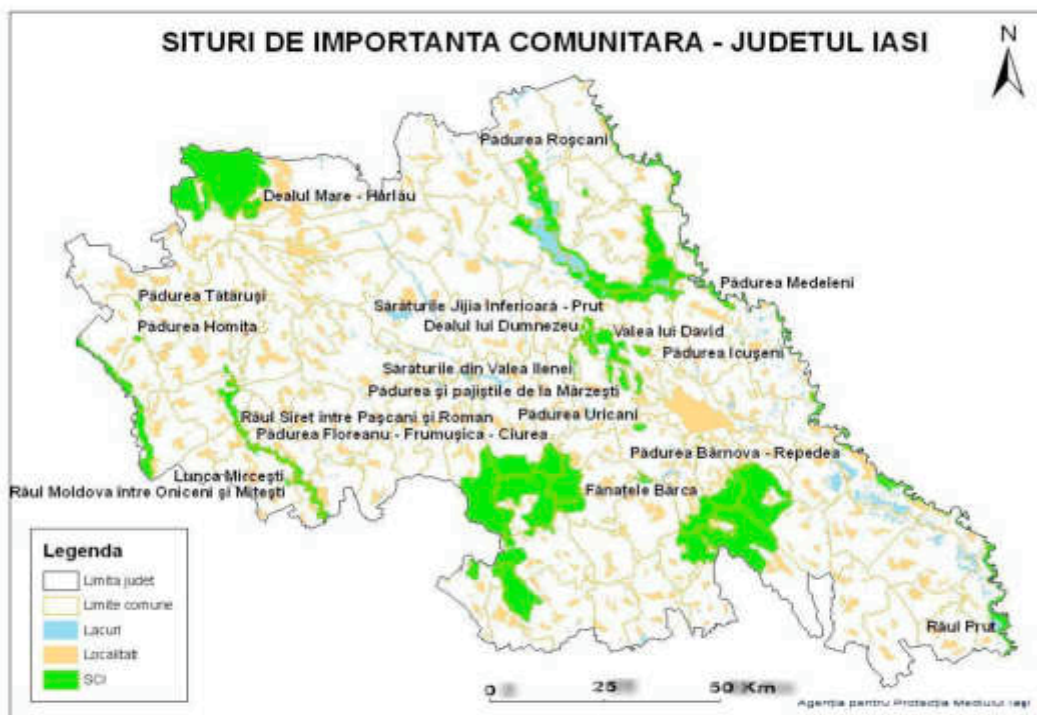 SITURI DE IMPORTANTA COMUNITARA - JUDETUL IASI
N
Pădurea Roşcani
Dealul Mare - Hârlău
Pădurea Medeleni
Pădurea Tătăruşi
Sărăturile Jijia Inferioară - Prut
Pădurea Homiţa
Dealul lui Dumnezeu
Valea lui David
Pădurea Icuşeni
Sărăturile din Valea Ilenei
Pădurea şi pajiştile de la Mârzeşti
Râul Siret între Paşcani şi Roman
Pădurea Uricani
Pădurea Floreanu - Frumuşica - Ciurea
Pădurea Bârnova - Repedea
Lunca Mirceşti
Râul Moldova între Oniceni şi Miteşti
Fânaţele Bârca
Legenda
Limita judet
Limite comune
Lacuri
Localitati
SCI
Râul Prut
0 25 50 Km
Agenţia pentru Protecţia Mediului Iaşi